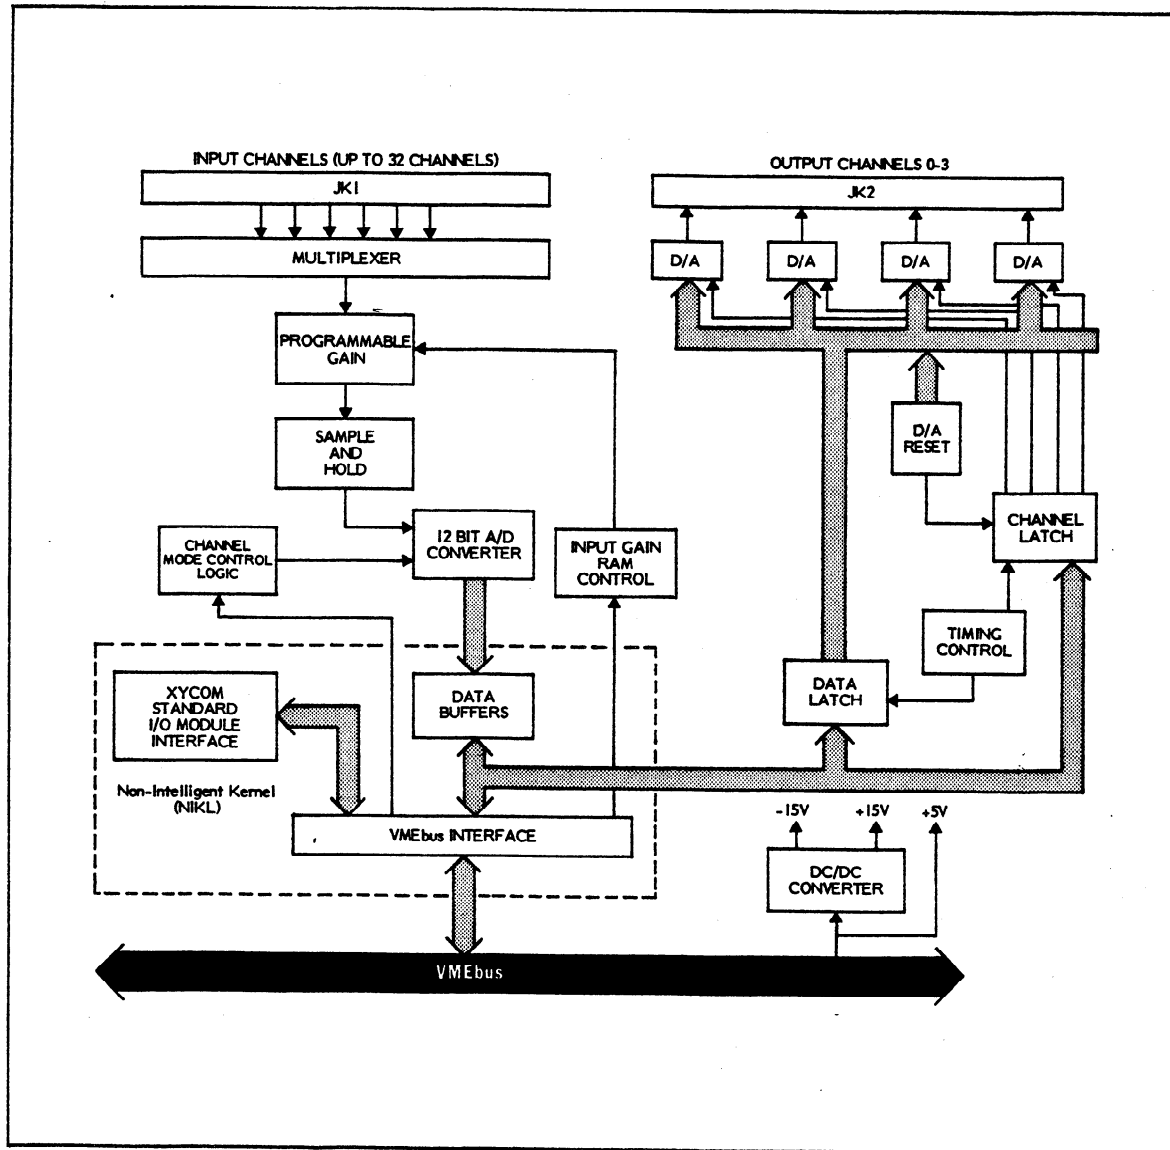 INPUT CHANNELS (UP TO 32 CHANNELS)
JK1
MULTIPLEXER
PROGRAMMABLE
GAIN
SAMPLE
AND
HOLD
CHANNEL
MODE CONTROL
LOGIC
12 BIT A/D
CONVERTER
INPUT GAIN
RAM
CONTROL
XYCOM
STANDARD
I/O MODULE
INTERFACE
DATA
BUFFERS
Non-Intelligent Kernel
(NIKL)
VMEbus INTERFACE
OUTPUT CHANNELS 0-3
JK2
D/A
D/A
D/A
D/A
D/A
RESET
CHANNEL
LATCH
TIMING
CONTROL
DATA
LATCH
-15V
+15V
+5V
DC/DC
CONVERTER
VMEbus